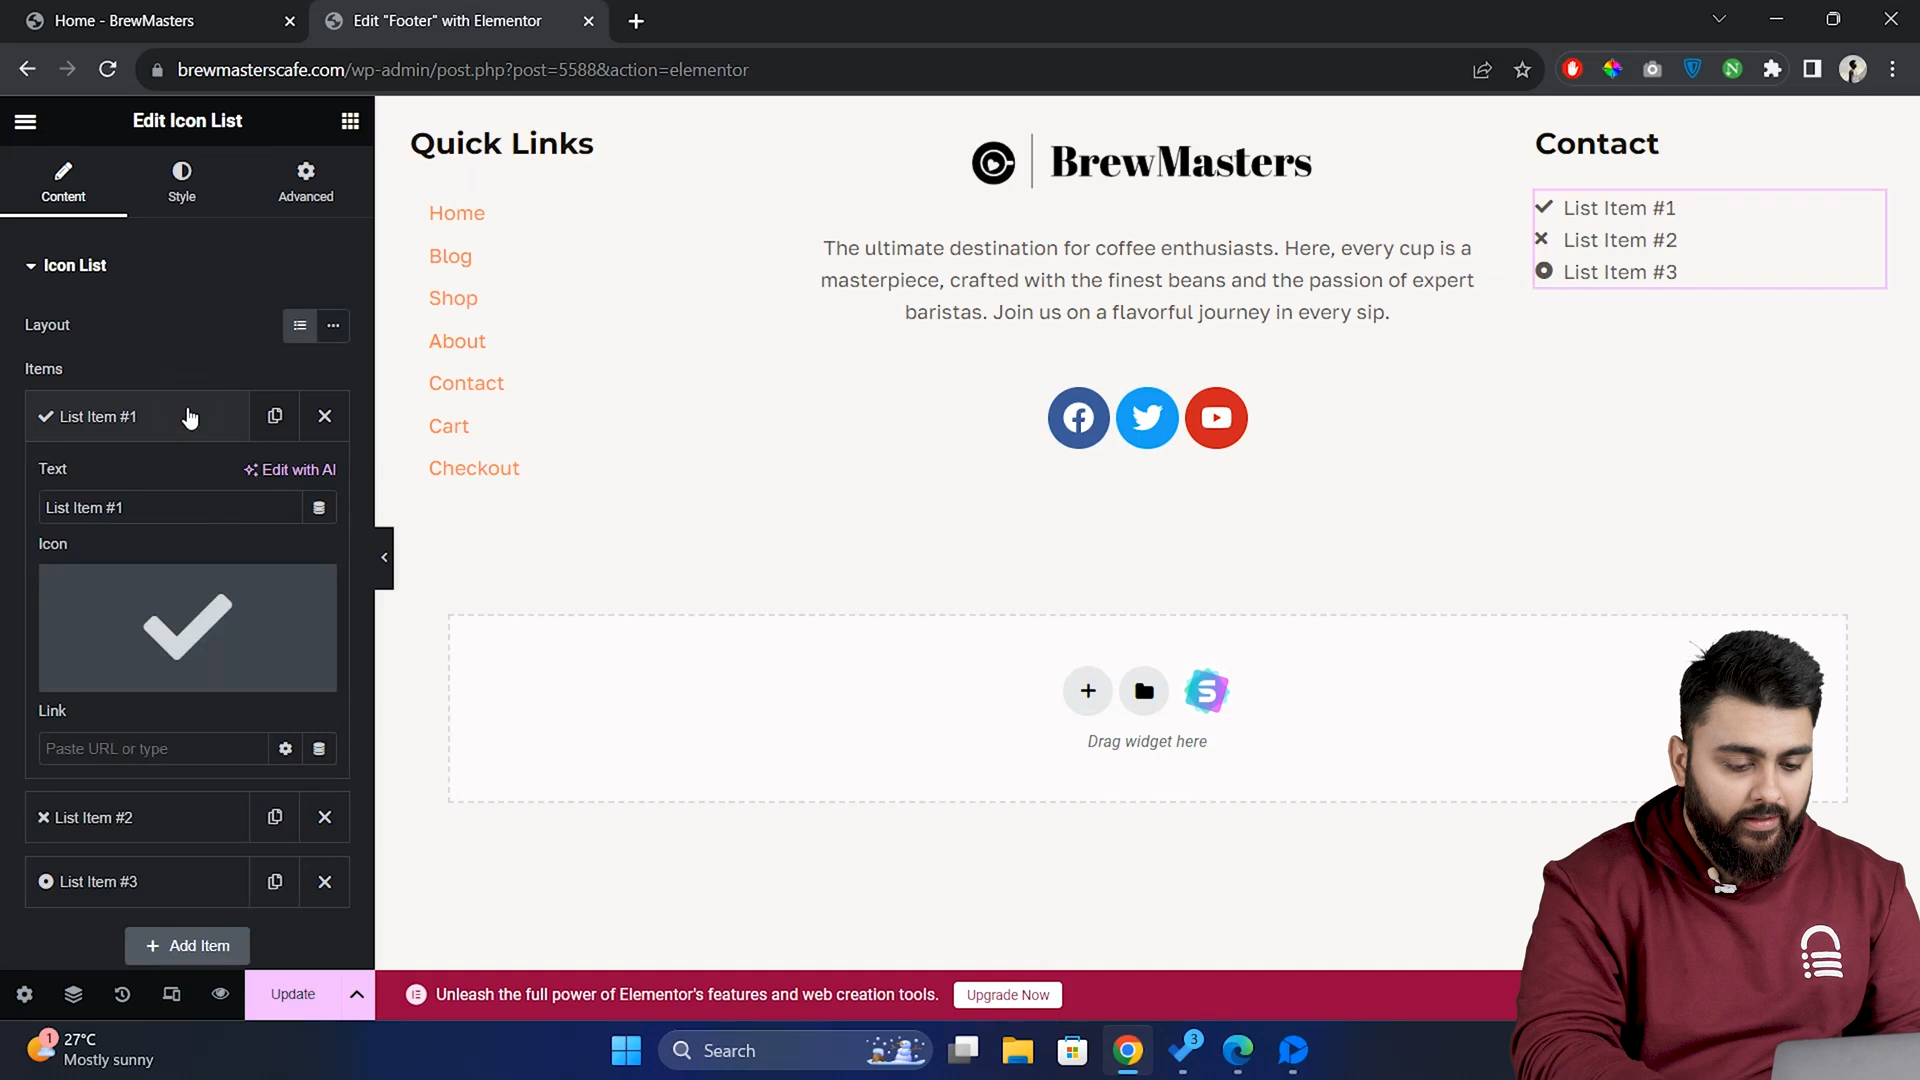 Home - BrewMasters
Edit "Footer" with Elementor
brewmasterscafe.com/wp-admin/post.php?post=5588&action=elementor
Edit Icon List
Content
Style
Advanced
Icon List
Layout
Items
List Item #1
Text
Edit with AI
List Item #1
Icon
Link
Paste URL or type
List Item #2
List Item #3
+ Add Item
Update
Quick Links
Home
Blog
Shop
About
Contact
Cart
Checkout
BrewMasters
The ultimate destination for coffee enthusiasts. Here, every cup is a
masterpiece, crafted with the finest beans and the passion of expert
baristas. Join us on a flavorful journey in every sip.
Contact
List Item #1
List Item #2
List Item #3
Drag widget here
Unleash the full power of Elementor's features and web creation tools.
Upgrade Now
1
27°C
Mostly sunny
Search
3